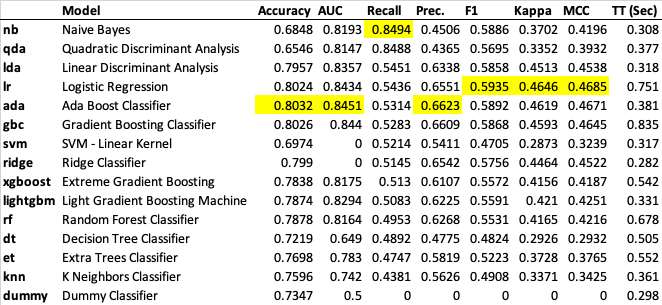 Model Accuracy AUC Recall Prec. F1 Kappa MCC TT (Sec)
nb Naive Bayes 0.6848 0.8193 0.8494 0.4506 0.5886 0.3702 0.4196 0.308
qda Quadratic Discriminant Analysis 0.6546 0.8147 0.8488 0.4365 0.5695 0.3352 0.3932 0.377
lda Linear Discriminant Analysis 0.7957 0.8357 0.5451 0.6338 0.5858 0.4513 0.4538 0.318
lr Logistic Regression 0.8024 0.8434 0.5436 0.6551 0.5935 0.4646 0.4685 0.751
ada Ada Boost Classifier 0.8032 0.8451 0.5314 0.6623 0.5892 0.4619 0.4671 0.381
gbc Gradient Boosting Classifier 0.8026 0.844 0.5283 0.6609 0.5868 0.4593 0.4645 0.835
svm SVM - Linear Kernel 0.6974 0 0.5214 0.5411 0.4705 0.2873 0.3239 0.317
ridge Ridge Classifier 0.799 0 0.5145 0.6542 0.5756 0.4464 0.4522 0.282
xgboost Extreme Gradient Boosting 0.7838 0.8175 0.513 0.6107 0.5572 0.4156 0.4187 0.542
lightgbm Light Gradient Boosting Machine 0.7874 0.8294 0.5083 0.6225 0.5591 0.421 0.4251 0.331
rf Random Forest Classifier 0.7878 0.8164 0.4953 0.6268 0.5531 0.4165 0.4216 0.678
dt Decision Tree Classifier 0.7219 0.649 0.4892 0.4775 0.4824 0.2926 0.2932 0.505
et Extra Trees Classifier 0.7698 0.783 0.4747 0.5819 0.5223 0.3728 0.3765 0.552
knn K Neighbors Classifier 0.7596 0.742 0.4381 0.5626 0.4908 0.3371 0.3425 0.361
dummy Dummy Classifier 0.7347 0.5 0 0 0 0 0 0.298